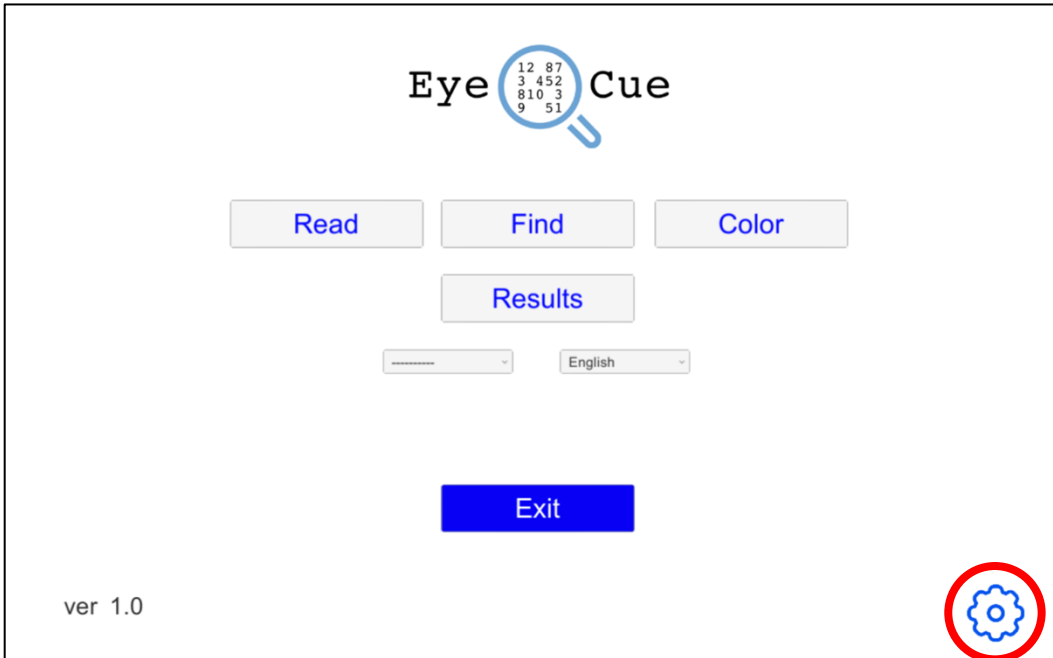 Eye Cue
12 87
3 452
810 3
9 51
Read Find Color
Results
---------- English
Exit
ver 1.0